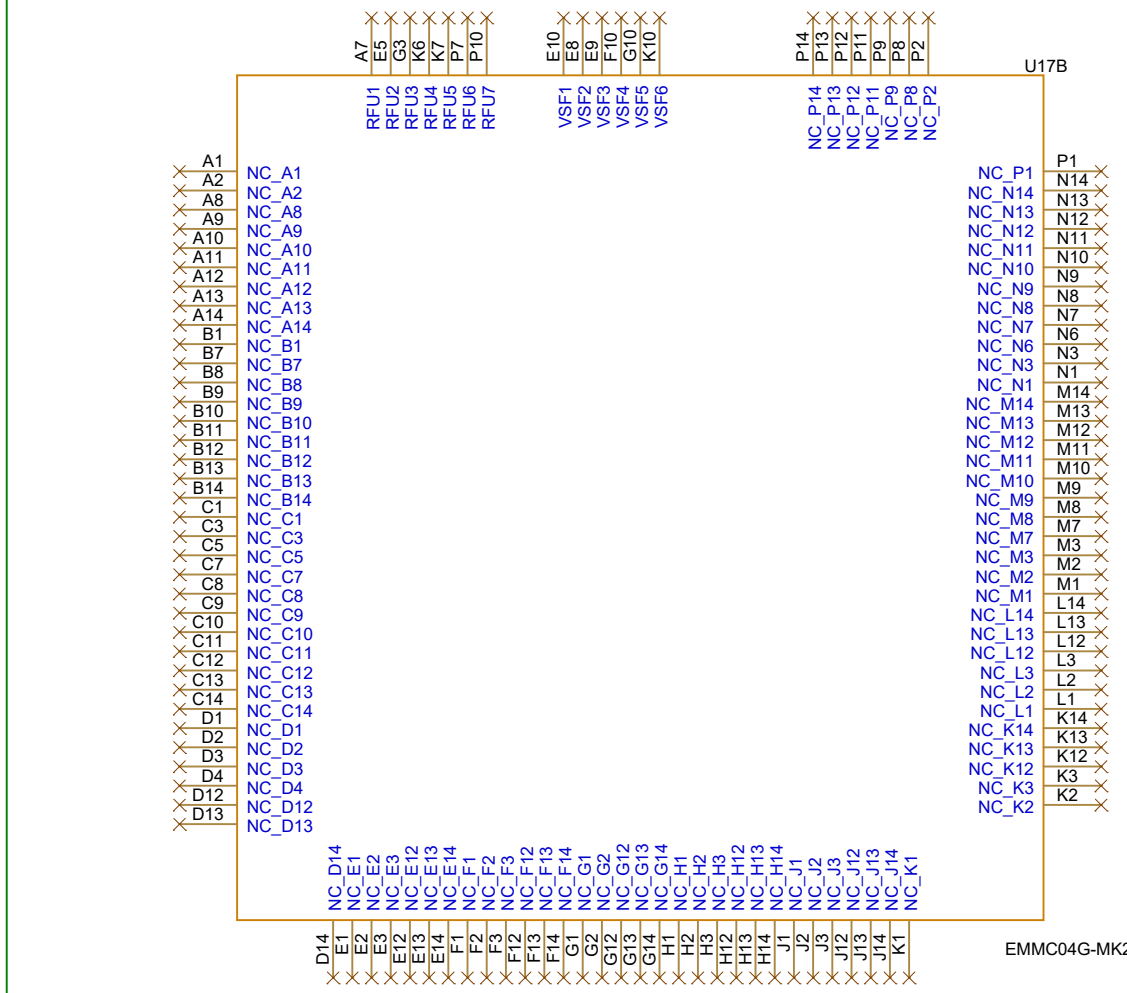 A7 E5 G3 K6 K7 P7 P10
E10 E8 E9 F10 G10 K10
P14 P13 P12 P11 P9 P8 P2
U17B
RFU1 RFU2 RFU3 RFU4 RFU5 RFU6 RFU7
VSF1 VSF2 VSF3 VSF4 VSF5 VSF6
NC_P14 NC_P13 NC_P12 NC_P11 NC_P9 NC_P8 NC_P2
A1 NC_A1 NC_P1 P1
A2 NC_A2 NC_N14 N14
A8 NC_A8 NC_N13 N13
A9 NC_A9 NC_N12 N12
A10 NC_A10 NC_N11 N11
A11 NC_A11 NC_N10 N10
A12 NC_A12 NC_N9 N9
A13 NC_A13 NC_N8 N8
A14 NC_A14 NC_N7 N7
B1 NC_B1 NC_N6 N6
B7 NC_B7 NC_N3 N3
B8 NC_B8 NC_N1 N1
B9 NC_B9 NC_M14 M14
B10 NC_B10 NC_M13 M13
B11 NC_B11 NC_M12 M12
B12 NC_B12 NC_M11 M11
B13 NC_B13 NC_M10 M10
B14 NC_B14 NC_M9 M9
C1 NC_C1 NC_M8 M8
C3 NC_C3 NC_M7 M7
C5 NC_C5 NC_M3 M3
C7 NC_C7 NC_M2 M2
C8 NC_C8 NC_M1 M1
C9 NC_C9 NC_L14 L14
C10 NC_C10 NC_L13 L13
C11 NC_C11 NC_L12 L12
C12 NC_C12 NC_L3 L3
C13 NC_C13 NC_L2 L2
C14 NC_C14 NC_L1 L1
D1 NC_D1 NC_K14 K14
D2 NC_D2 NC_K13 K13
D3 NC_D3 NC_K12 K12
D4 NC_D4 NC_K3 K3
D12 NC_D12 NC_K2 K2
D13 NC_D13
NC_D14 NC_E1 NC_E2 NC_E3 NC_E12 NC_E13 NC_E14 NC_F1 NC_F2 NC_F3 NC_F12 NC_F13 NC_F14 NC_G1 NC_G2 NC_G12 NC_G13 NC_G14 NC_H1 NC_H2 NC_H3 NC_H12 NC_H13 NC_H14 NC_J1 NC_J2 NC_J3 NC_J12 NC_J13 NC_J14 NC_K1
D14 E1 E2 E3 E12 E13 E14 F1 F2 F3 F12 F13 F14 G1 G2 G12 G13 G14 H1 H2 H3 H12 H13 H14 J1 J2 J3 J12 J13 J14 K1
EMMC04G-MK2